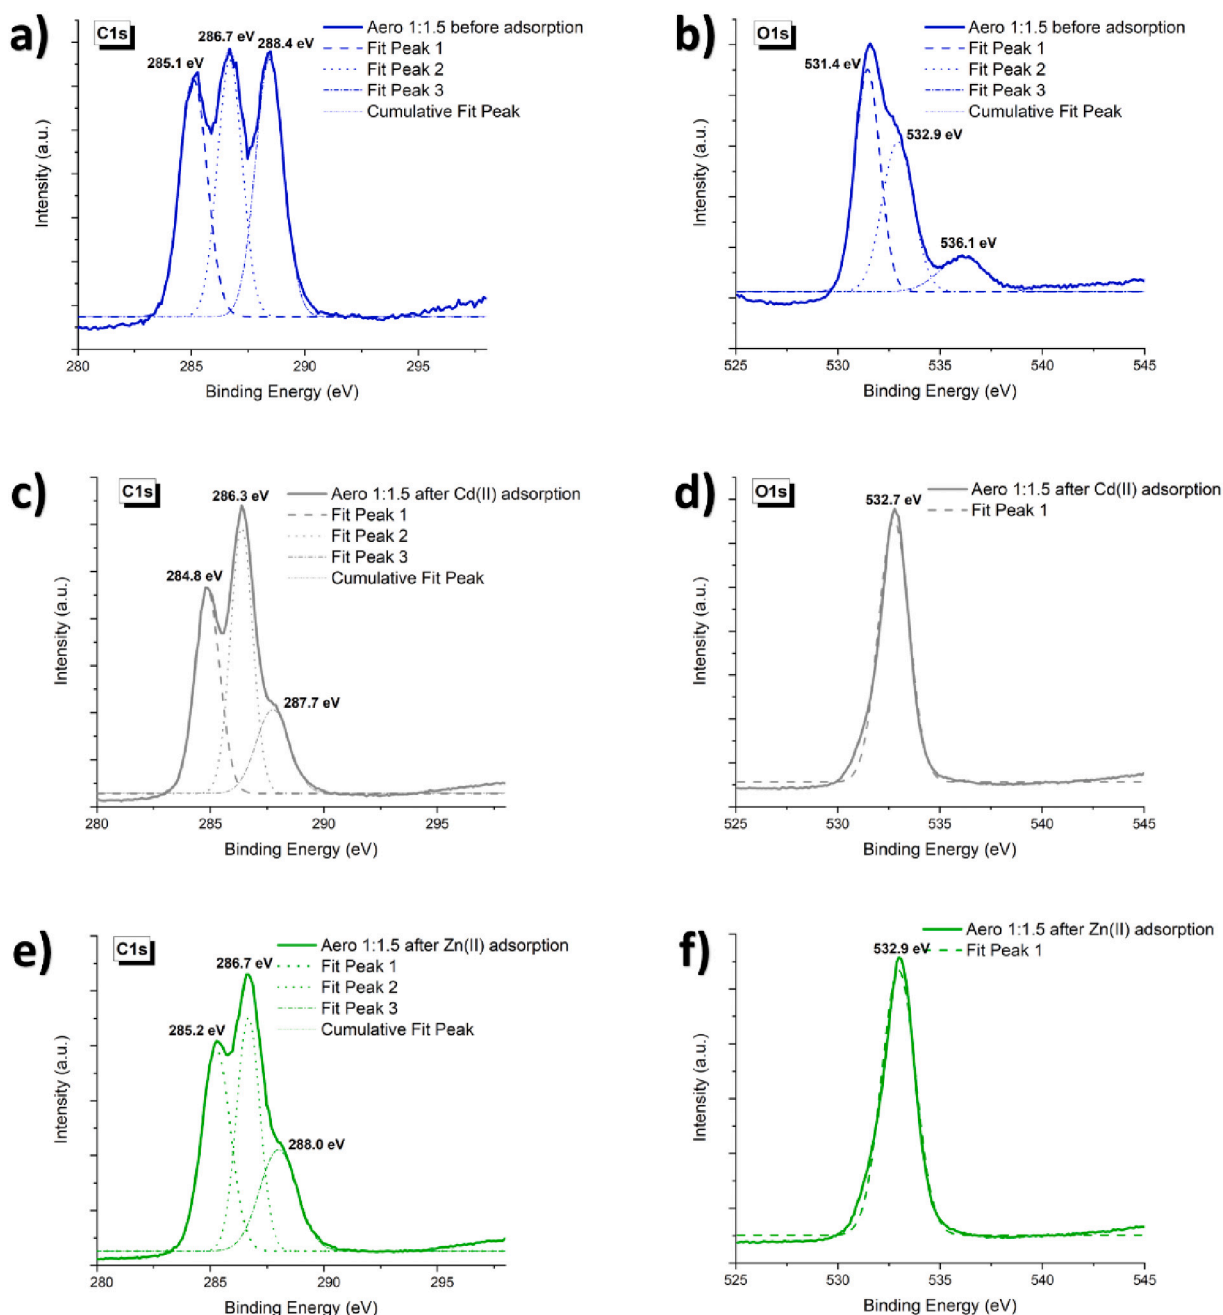 a)
C1s
285.1 eV
286.7 eV
288.4 eV
Aero 1:1.5 before adsorption
Fit Peak 1
Fit Peak 2
Fit Peak 3
Cumulative Fit Peak
Intensity (a.u.)
280
285
290
295
Binding Energy (eV)
b)
O1s
531.4 eV
532.9 eV
536.1 eV
Aero 1:1.5 before adsorption
Fit Peak 1
Fit Peak 2
Fit Peak 3
Cumulative Fit Peak
Intensity (a.u.)
525
530
535
540
545
Binding Energy (eV)
c)
C1s
284.8 eV
286.3 eV
287.7 eV
Aero 1:1.5 after Cd(II) adsorption
Fit Peak 1
Fit Peak 2
Fit Peak 3
Cumulative Fit Peak
Intensity (a.u.)
280
285
290
295
Binding Energy (eV)
d)
O1s
532.7 eV
Aero 1:1.5 after Cd(II) adsorption
Fit Peak 1
Intensity (a.u.)
525
530
535
540
545
Binding Energy (eV)
e)
C1s
285.2 eV
286.7 eV
288.0 eV
Aero 1:1.5 after Zn(II) adsorption
Fit Peak 1
Fit Peak 2
Fit Peak 3
Cumulative Fit Peak
Intensity (a.u.)
280
285
290
295
Binding Energy (eV)
f)
532.9 eV
Aero 1:1.5 after Zn(II) adsorption
Fit Peak 1
Intensity (a.u.)
525
530
535
540
545
Binding Energy (eV)